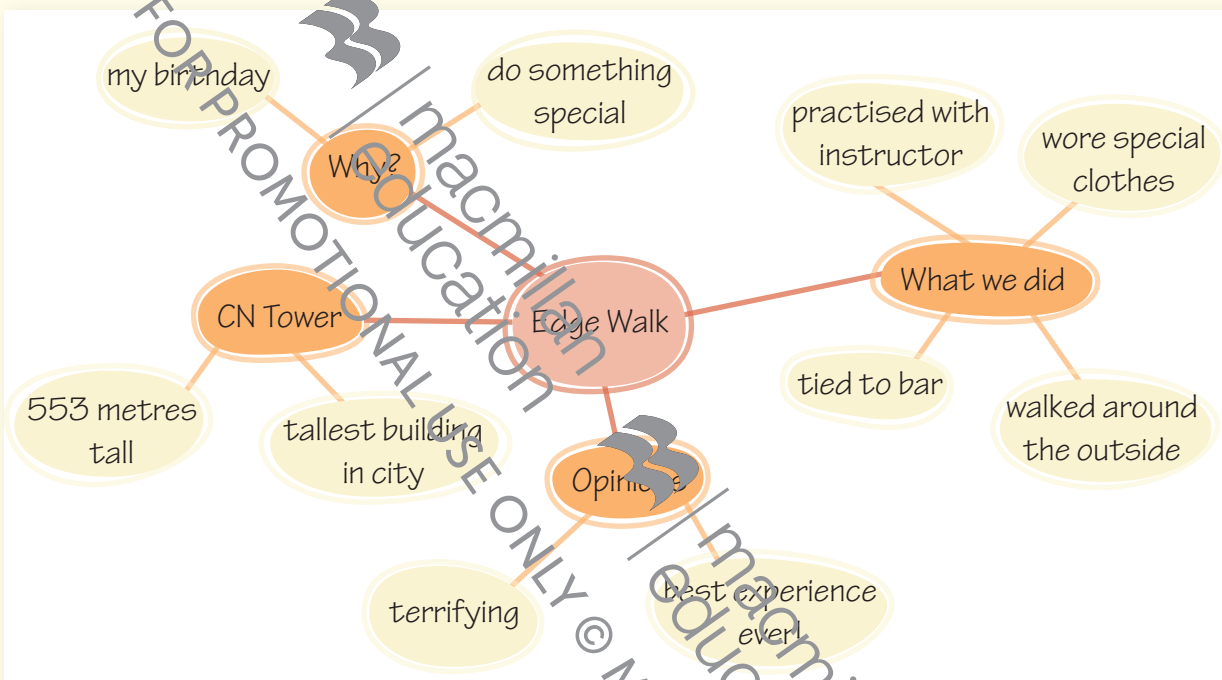 my birthday
do something
special
Why?
practised with
instructor
wore special
clothes
What we did
tied to bar
walked around
the outside
CN Tower
553 metres
tall
tallest building
in city
Edge Walk
terrifying
best experience
ever!
FOR PROMOTIONAL USE ONLY ©
macmillan
education